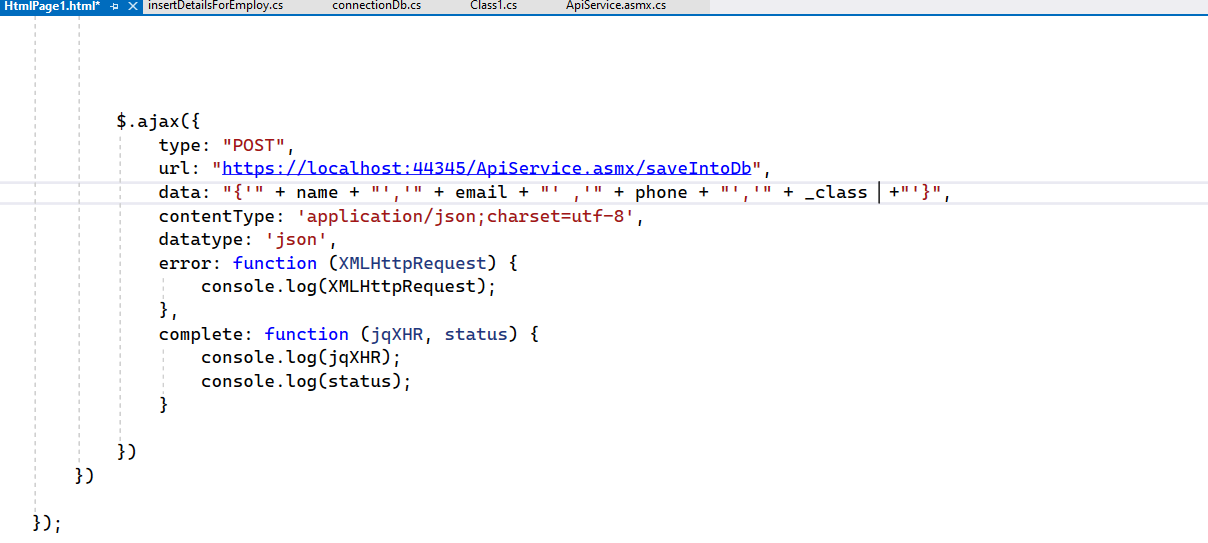 HtmlPage1.html* insertDetailsForEmploy.cs connectionDb.cs Class1.cs ApiService.asmx.cs
$.ajax({
type: "POST",
url: "https://localhost:44345/ApiService.asmx/saveIntoDb",
data: "{'" + name + "','" + email + "' ,'" + phone + "','" + _class +"'}",
contentType: 'application/json;charset=utf-8',
datatype: 'json',
error: function (XMLHttpRequest) {
console.log(XMLHttpRequest);
},
complete: function (jqXHR, status) {
console.log(jqXHR);
console.log(status);
}
})
})
});